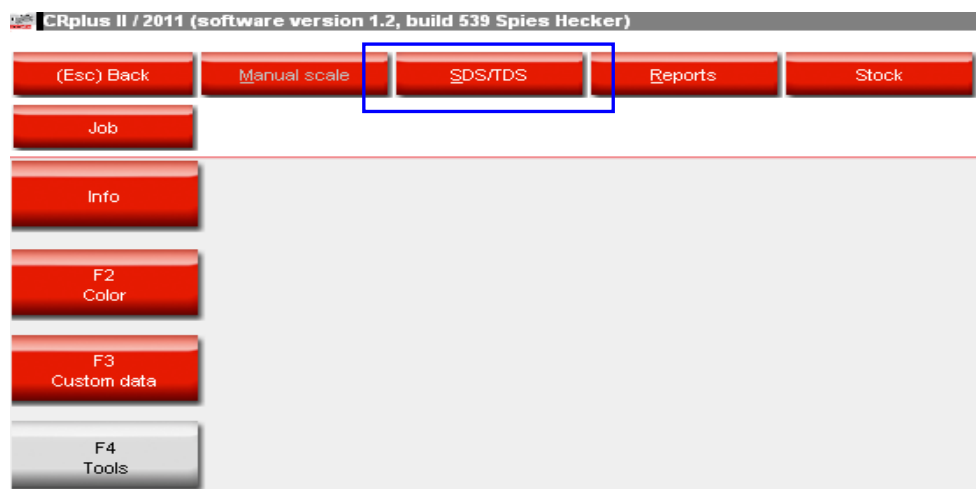 CRplus II / 2011 (software version 1.2, build 539 Spies Hecker)
(Esc) Back Manual scale SDS/TDS Reports Stock
Job
Info
F2
Color
F3
Custom data
F4
Tools